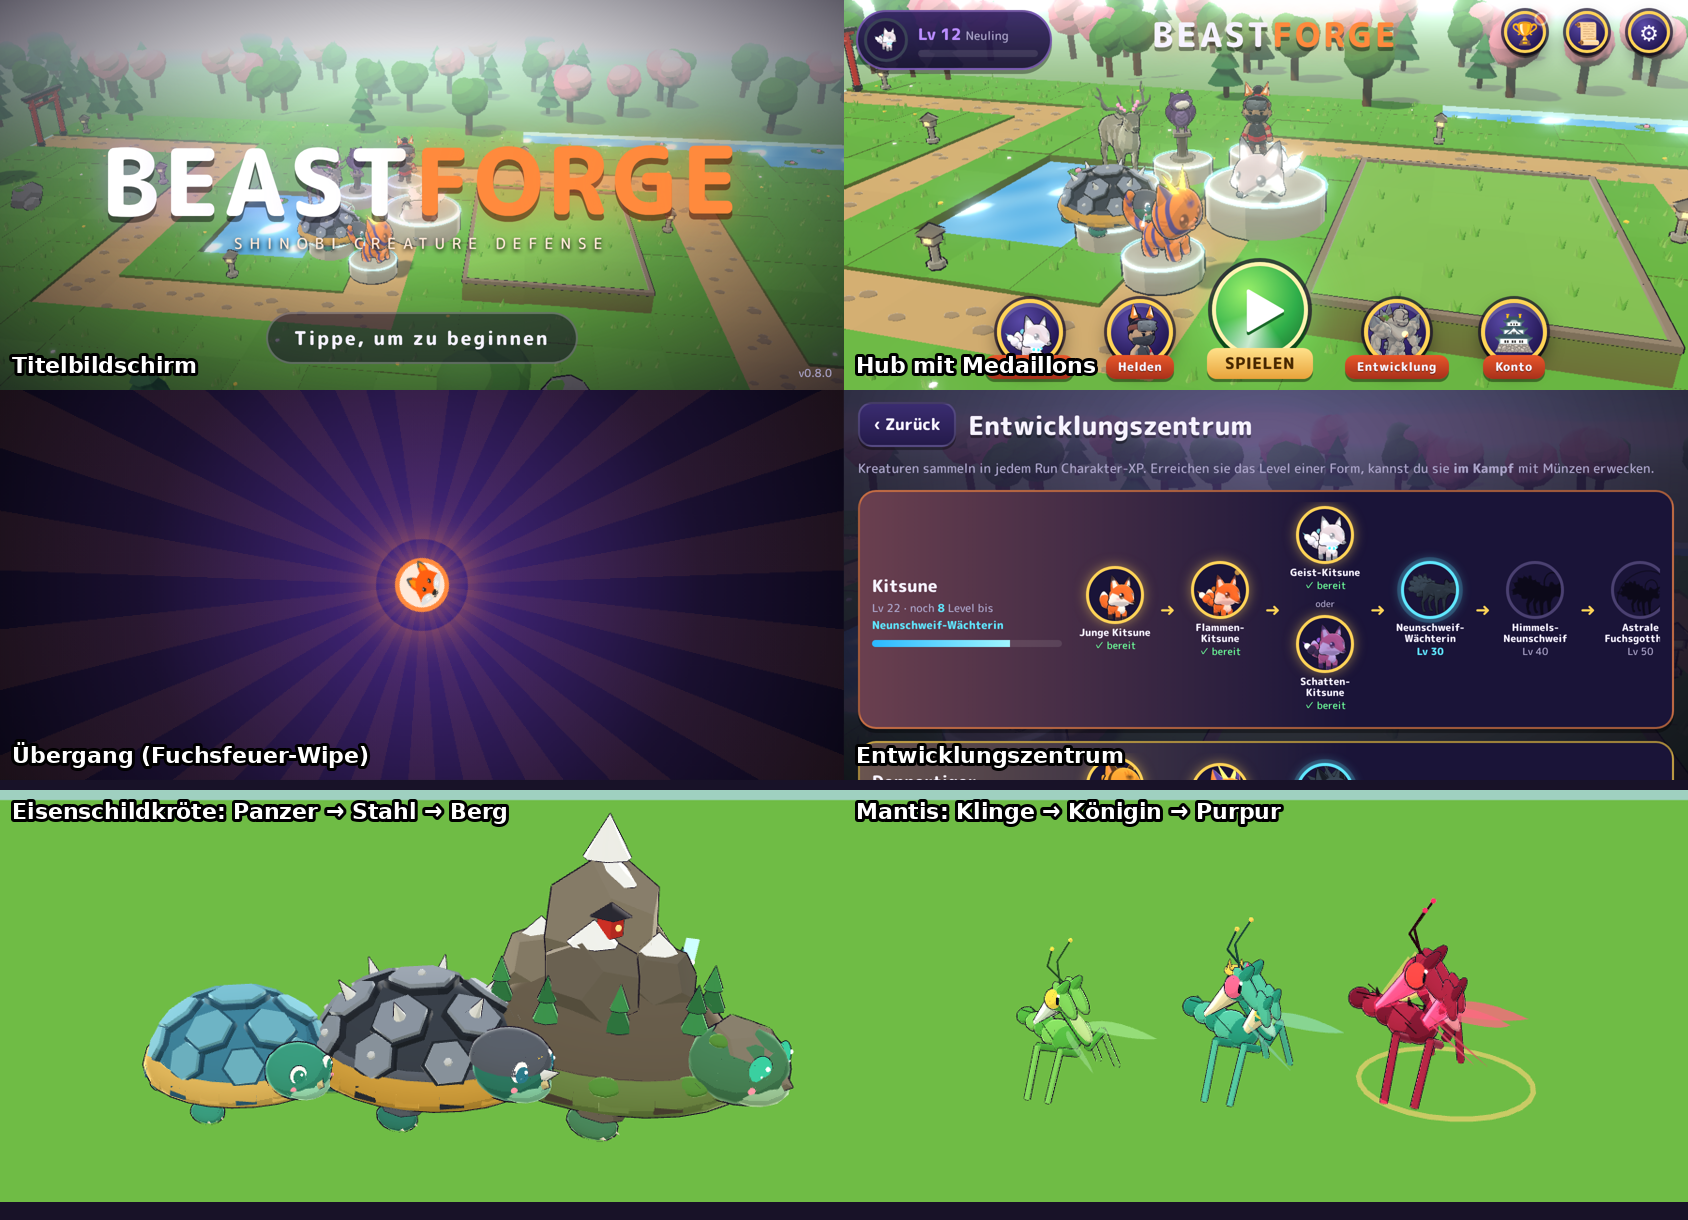 BEASTFORGE
SHINOBI CREATURE DEFENSE
Tippe, um zu beginnen
Titelbildschirm
v0.8.0
Lv 12 Neuling
BEASTFORGE
SPIELEN
Hub mit Medaillons
Helden
Entwicklung
Konto
Übergang (Fuchsfeuer-Wipe)
‹ Zurück
Entwicklungszentrum
Kreaturen sammeln in jedem Run Charakter-XP. Erreichen sie das Level einer Form, kannst du sie im Kampf mit Münzen erwecken.
Kitsune
Lv 22 · noch 8 Level bis
Neunschweif-Wächterin
Junge Kitsune
✓ bereit
Flammen-
Kitsune
✓ bereit
Geist-Kitsune
✓ bereit
oder
Schatten-
Kitsune
✓ bereit
Neunschweif-
Wächterin
Lv 30
Himmels-
Neunschweif
Lv 40
Astrale
Lv 50
Entwicklungszentrum
Eisenschildkröte: Panzer → Stahl → Berg
Mantis: Klinge → Königin → Purpur